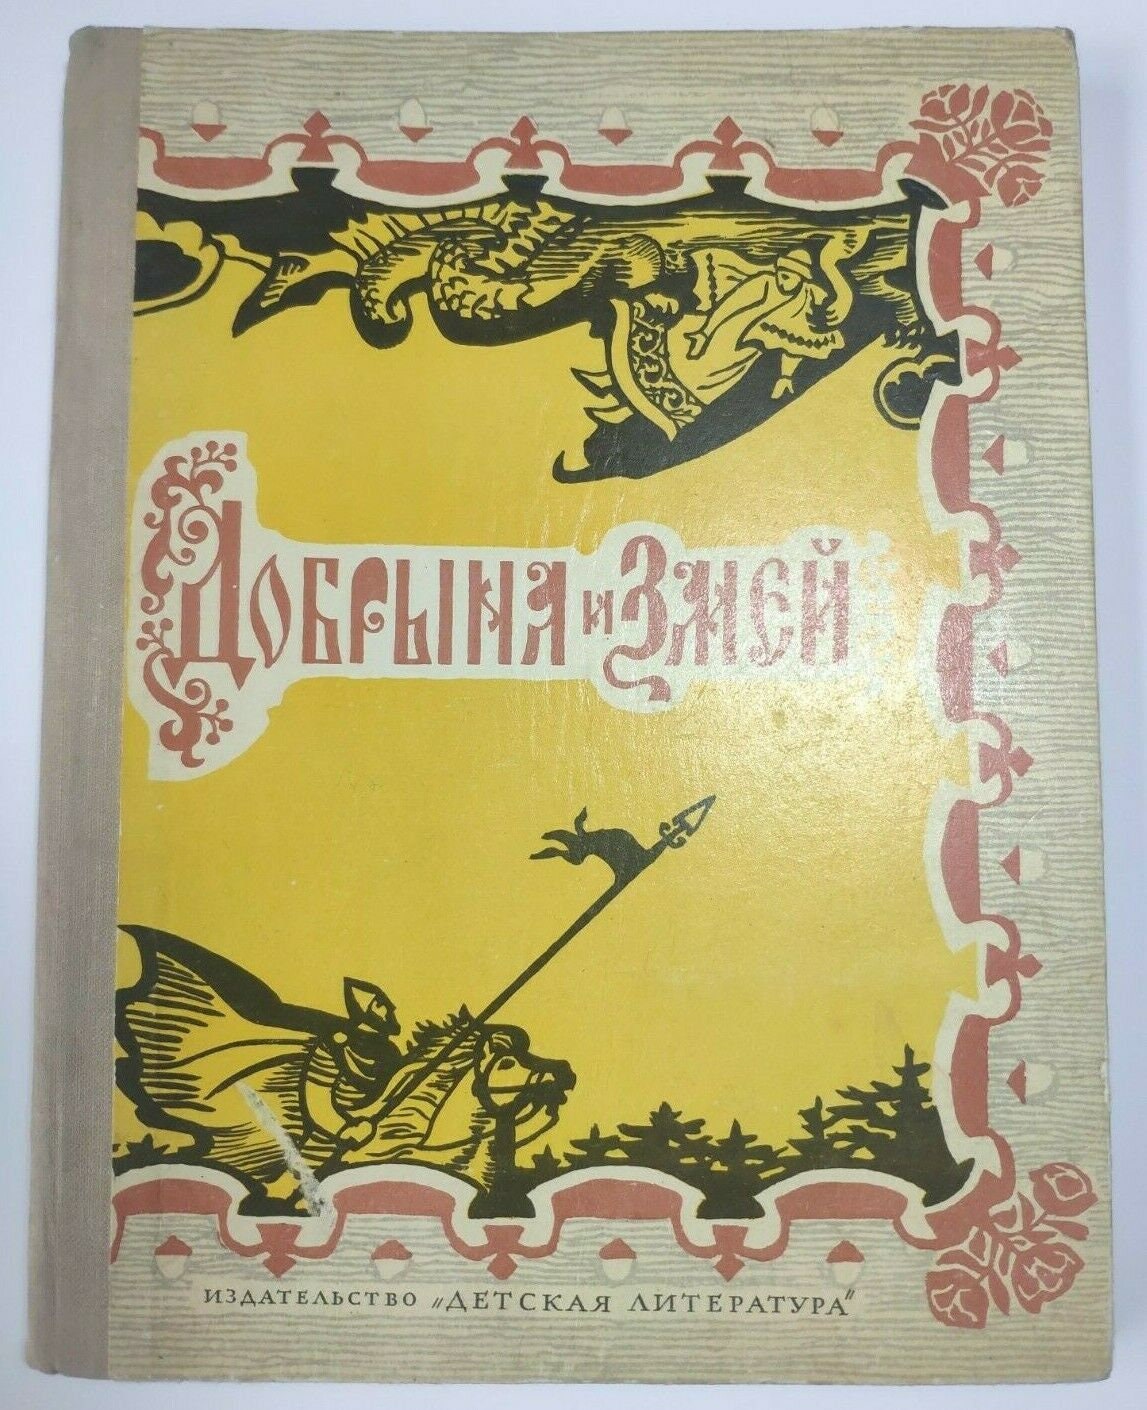 Добрыня и Змей
ИЗДАТЕЛЬСТВО „ДЕТСКАЯ ЛИТЕРАТУРА"